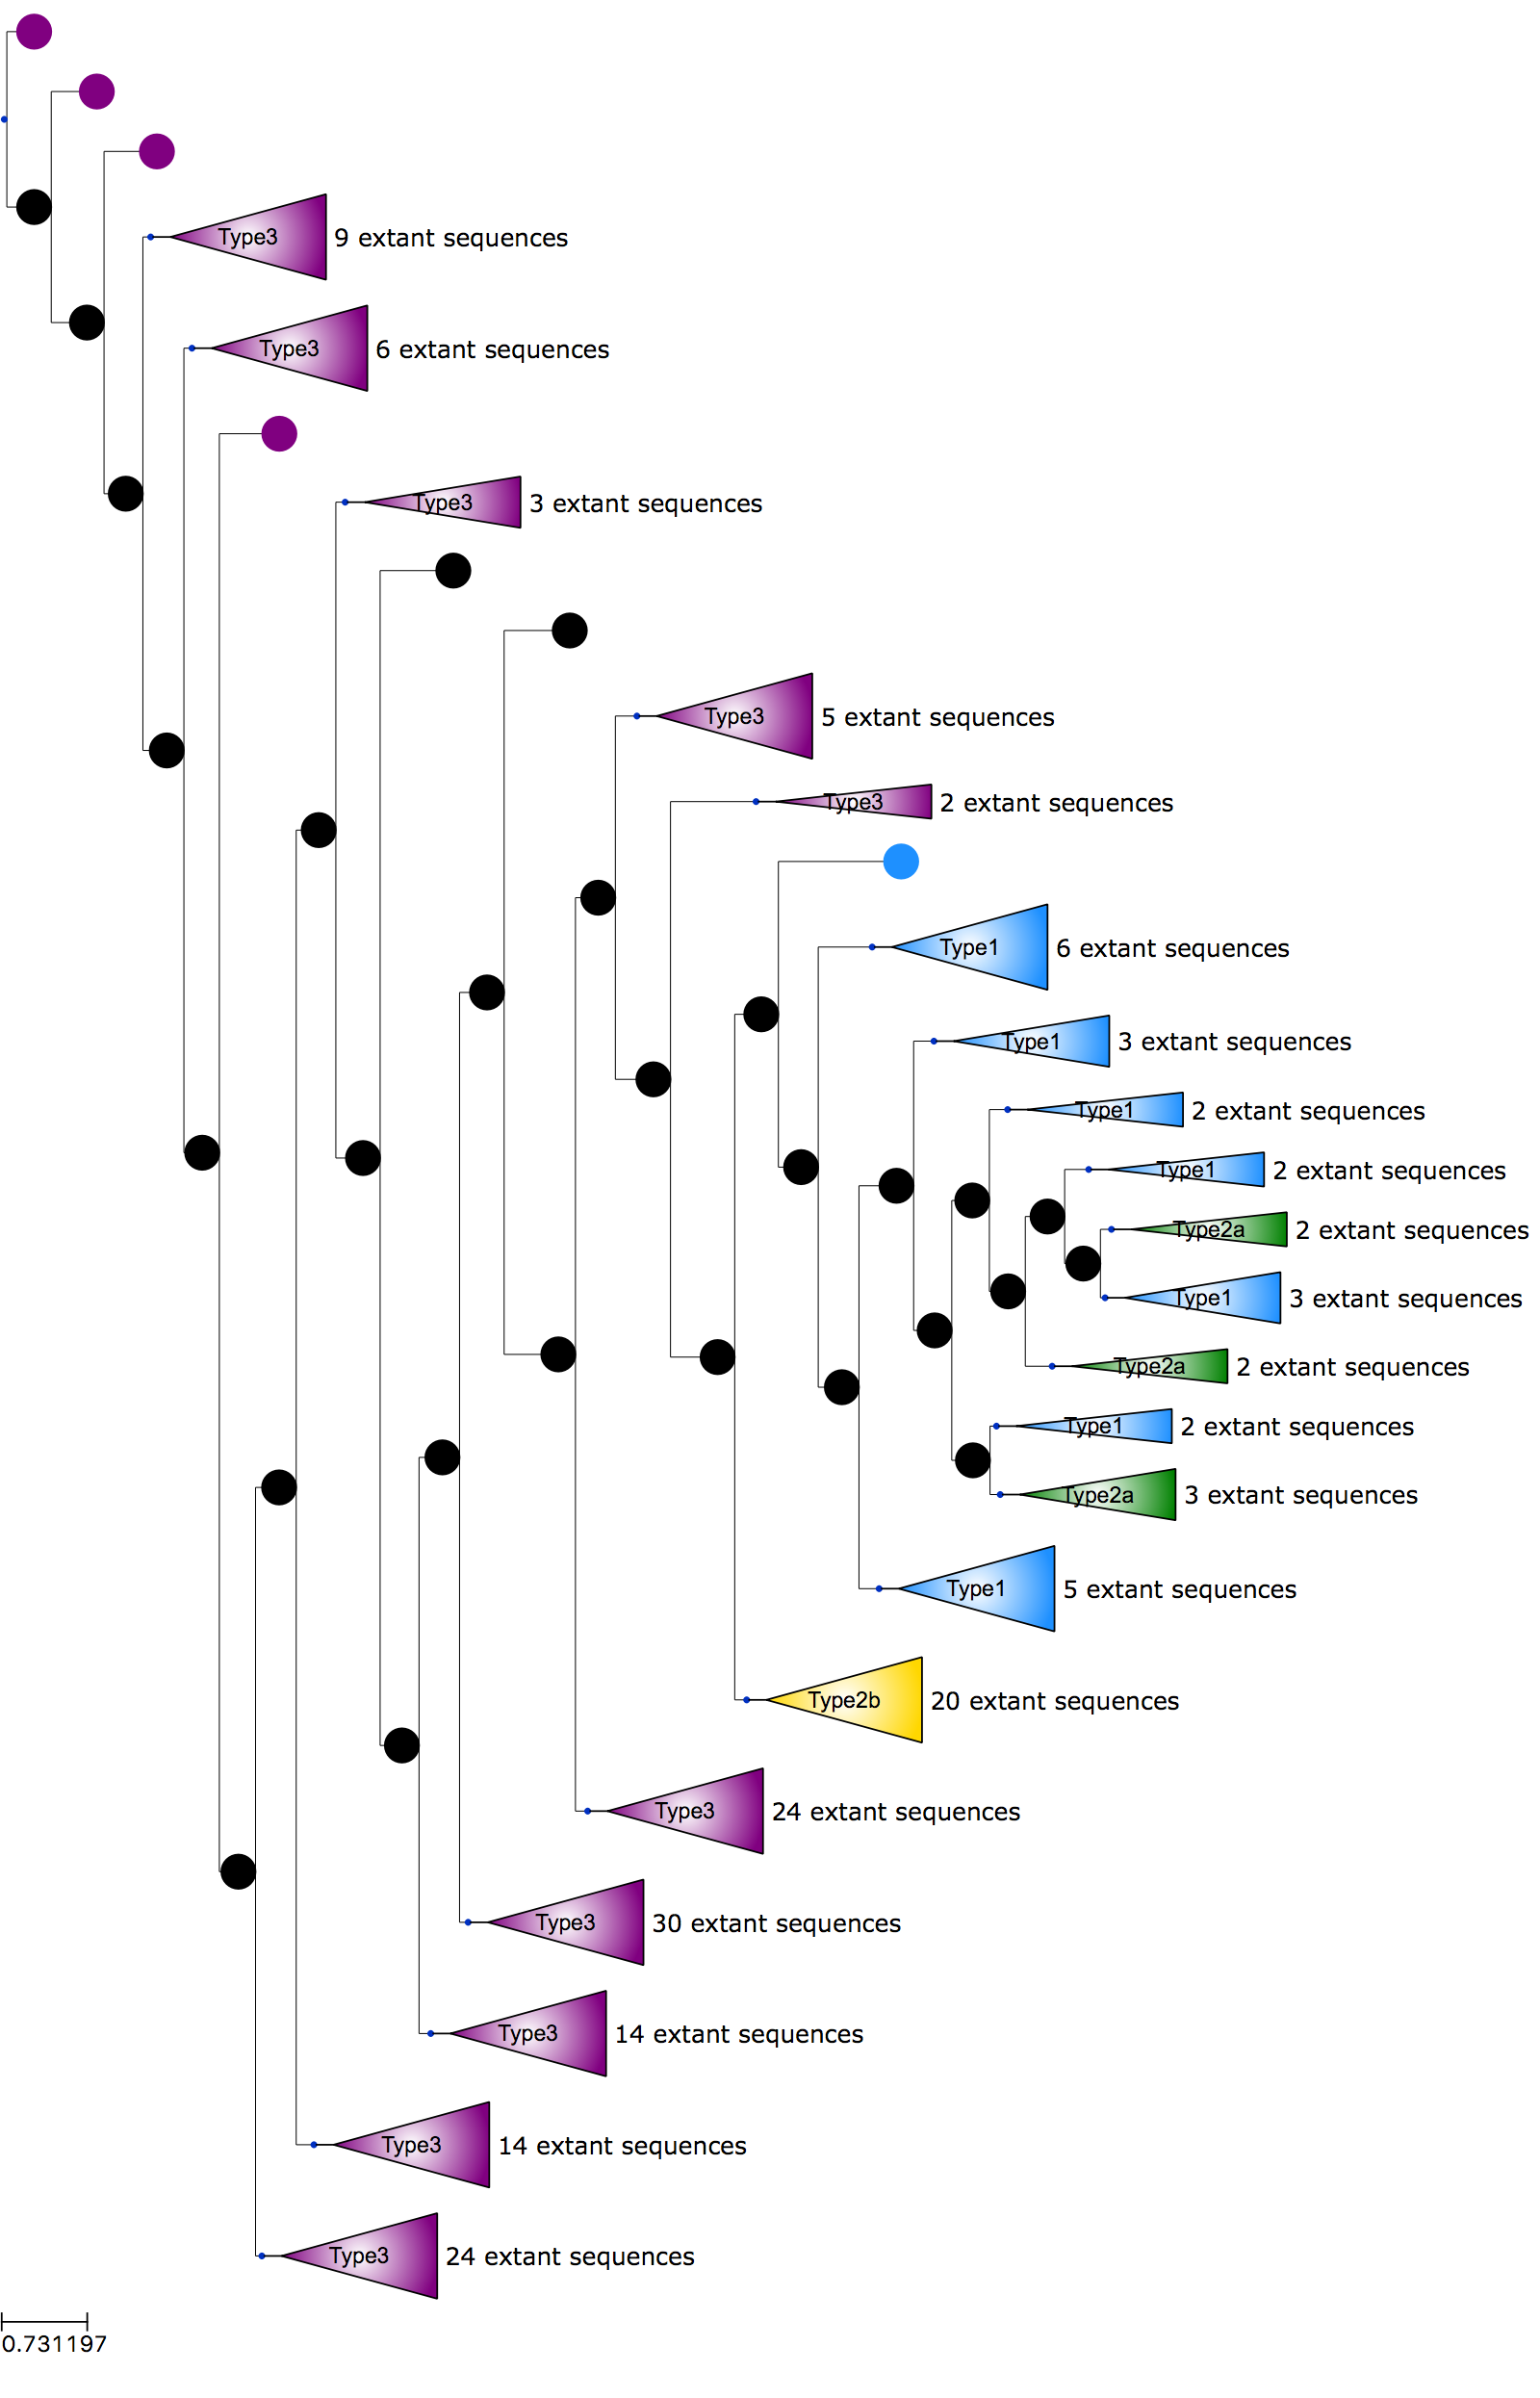 Type3 9 extant sequences
Type3 6 extant sequences
Type3 3 extant sequences
Type3 5 extant sequences
Type3 2 extant sequences
Type1 6 extant sequences
Type1 3 extant sequences
Type1 2 extant sequences
Type1 2 extant sequences
Type2a 2 extant sequences
Type1 3 extant sequences
Type2a 2 extant sequences
Type1 2 extant sequences
Type2a 3 extant sequences
Type1 5 extant sequences
Type2b 20 extant sequences
Type3 24 extant sequences
Type3 30 extant sequences
Type3 14 extant sequences
Type3 14 extant sequences
Type3 24 extant sequences
0.731197